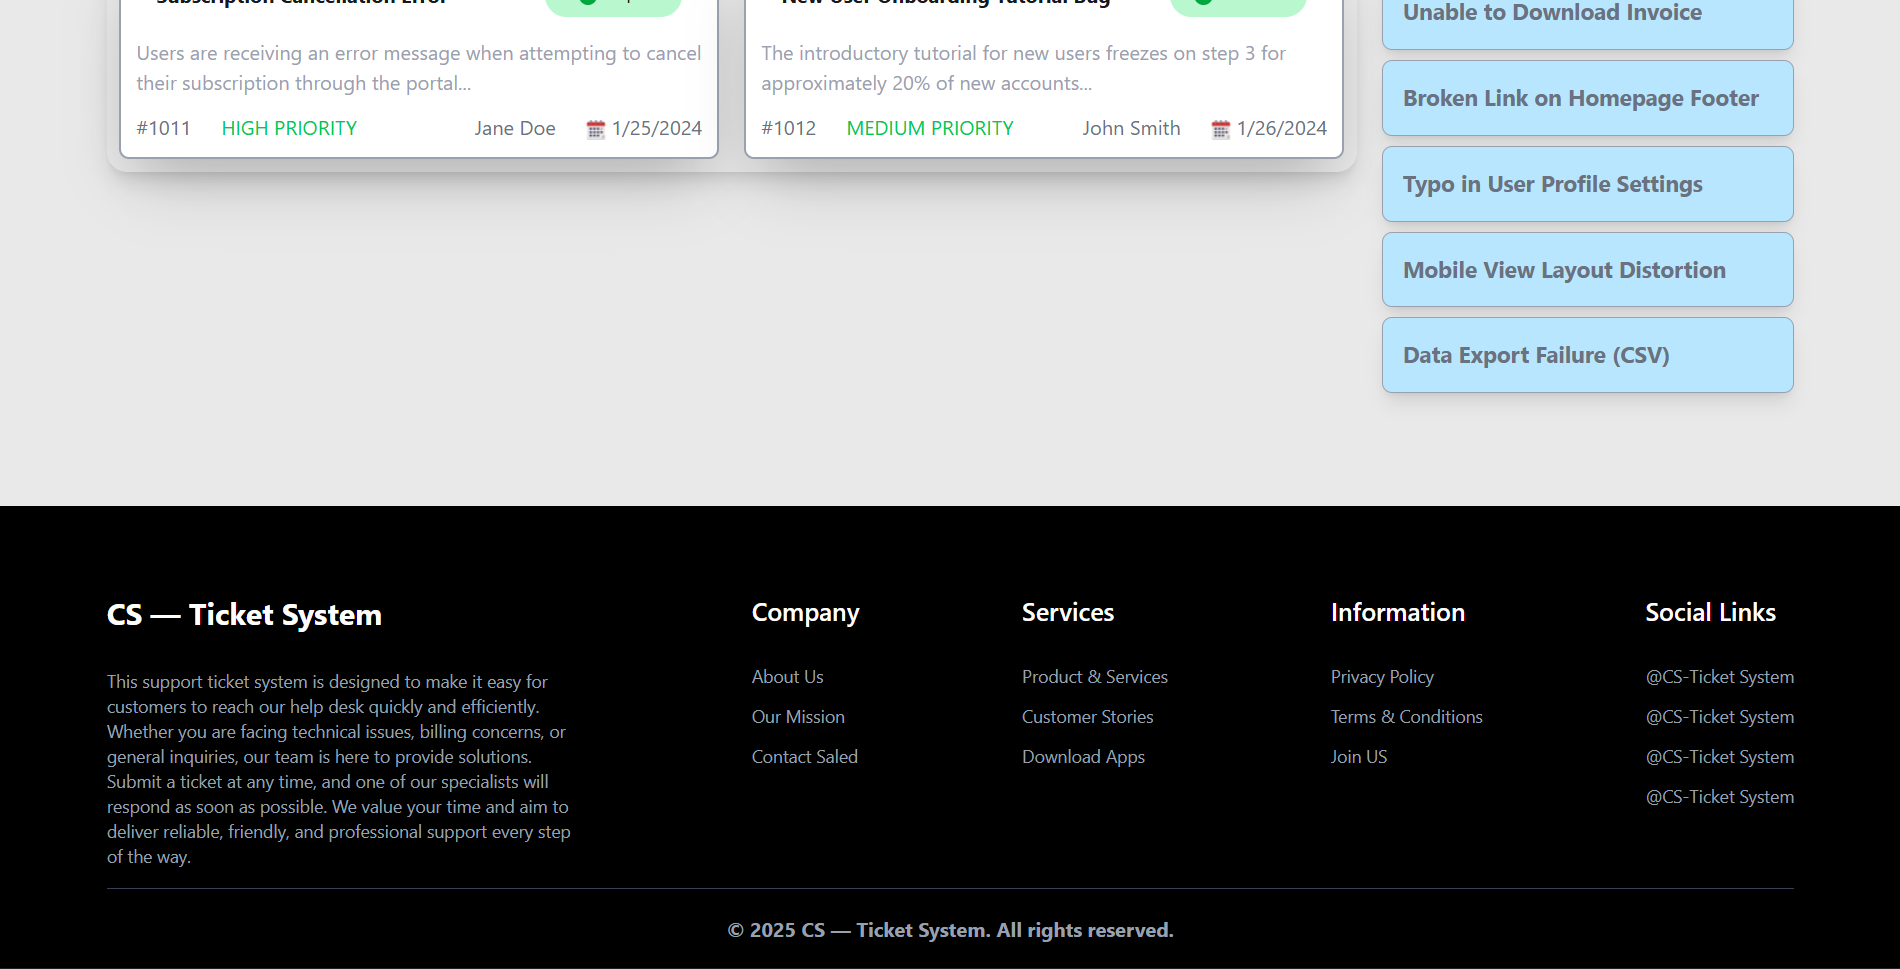 Subscription Cancellation Error
Users are receiving an error message when attempting to cancel
their subscription through the portal...
#1011 HIGH PRIORITY Jane Doe 1/25/2024
New User Onboarding Tutorial Bug
The introductory tutorial for new users freezes on step 3 for
approximately 20% of new accounts...
#1012 MEDIUM PRIORITY John Smith 1/26/2024
Unable to Download Invoice
Broken Link on Homepage Footer
Typo in User Profile Settings
Mobile View Layout Distortion
Data Export Failure (CSV)
CS — Ticket System
This support ticket system is designed to make it easy for
customers to reach our help desk quickly and efficiently.
Whether you are facing technical issues, billing concerns, or
general inquiries, our team is here to provide solutions.
Submit a ticket at any time, and one of our specialists will
respond as soon as possible. We value your time and aim to
deliver reliable, friendly, and professional support every step
of the way.
Company
About Us
Our Mission
Contact Saled
Services
Product & Services
Customer Stories
Download Apps
Information
Privacy Policy
Terms & Conditions
Join US
Social Links
@CS-Ticket System
@CS-Ticket System
@CS-Ticket System
@CS-Ticket System
© 2025 CS — Ticket System. All rights reserved.